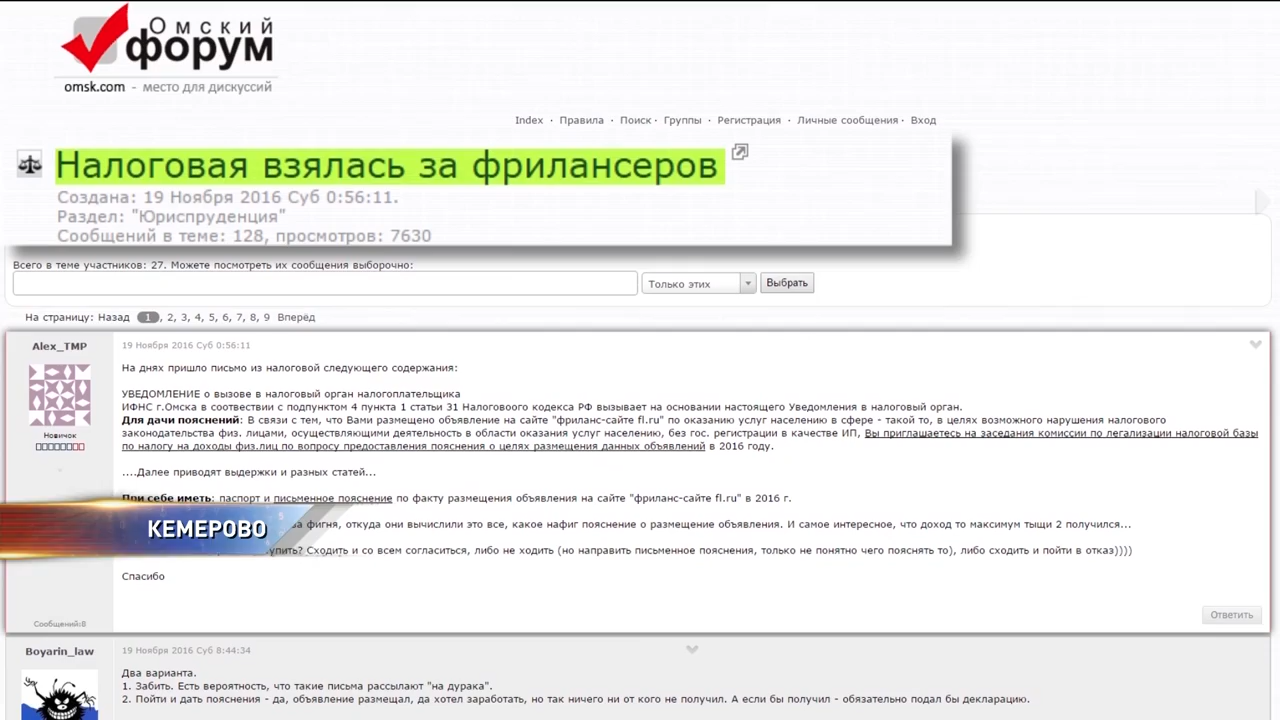 Омский
форум
omsk.com - место для дискуссий
Index · Правила · Поиск · Группы · Регистрация · Личные сообщения · Вход
Налоговая взялась за фрилансеров
Создана: 19 Ноября 2016 Суб 0:56:11.
Раздел: "Юриспруденция"
Сообщений в теме: 128, просмотров: 7630
Всего в теме участников: 27. Можете посмотреть их сообщения выборочно:
Только этих
Выбрать
На страницу: Назад 1, 2, 3, 4, 5, 6, 7, 8, 9 Вперед
Alex_TMP
19 Ноября 2016 Суб 0:56:11
На днях пришло письмо из налоговой следующего содержания:
УВЕДОМЛЕНИЕ о вызове в налоговый орган налогоплательщика
ИФНС г.Омска в соотвествии с подпунктом 4 пункта 1 статьи 31 Налоговоого кодекса РФ вызывает на основании настоящего Уведомления в налоговый орган.
Для дачи пояснений: В связи с тем, что Вами размещено объявление на сайте "фриланс-сайте fl.ru" по оказанию услуг населению в сфере - такой то, в целях возможного нарушения налогового
Новичок
законодательства физ. лицами, осуществляющими деятельность в области оказания услуг населению, без гос. регистрации в качестве ИП, Вы приглашаетесь на заседания комиссии по легализации налоговой базы
по налогу на доходы физ.лиц по вопросу предоставления пояснения о целях размещения данных объявлений в 2016 году.
....Далее приводят выдержки и разных статей...
При себе иметь: паспорт и письменное пояснение по факту размещения объявления на сайте "фриланс-сайте fl.ru" в 2016 г.
КЕМЕРОВО
за фигня, откуда они вычислили это все, какое нафиг пояснение о размещение объявления. И самое интересное, что доход то максимум тыщи 2 получился...
Сходить и со всем согласиться, либо не ходить (но направить письменное пояснения, только не понятно чего пояснять то), либо сходить и пойти в отказ))))
Спасибо
Сообщений:8
Ответить
Boyarin_law
19 Ноября 2016 Суб 8:44:34
Два варианта.
1. Забить. Есть вероятность, что такие письма рассылают "на дурака".
2. Пойти и дать пояснения - да, объявление размещал, да хотел заработать, но так ничего ни от кого не получил. А если бы получил - обязательно подал бы декларацию.